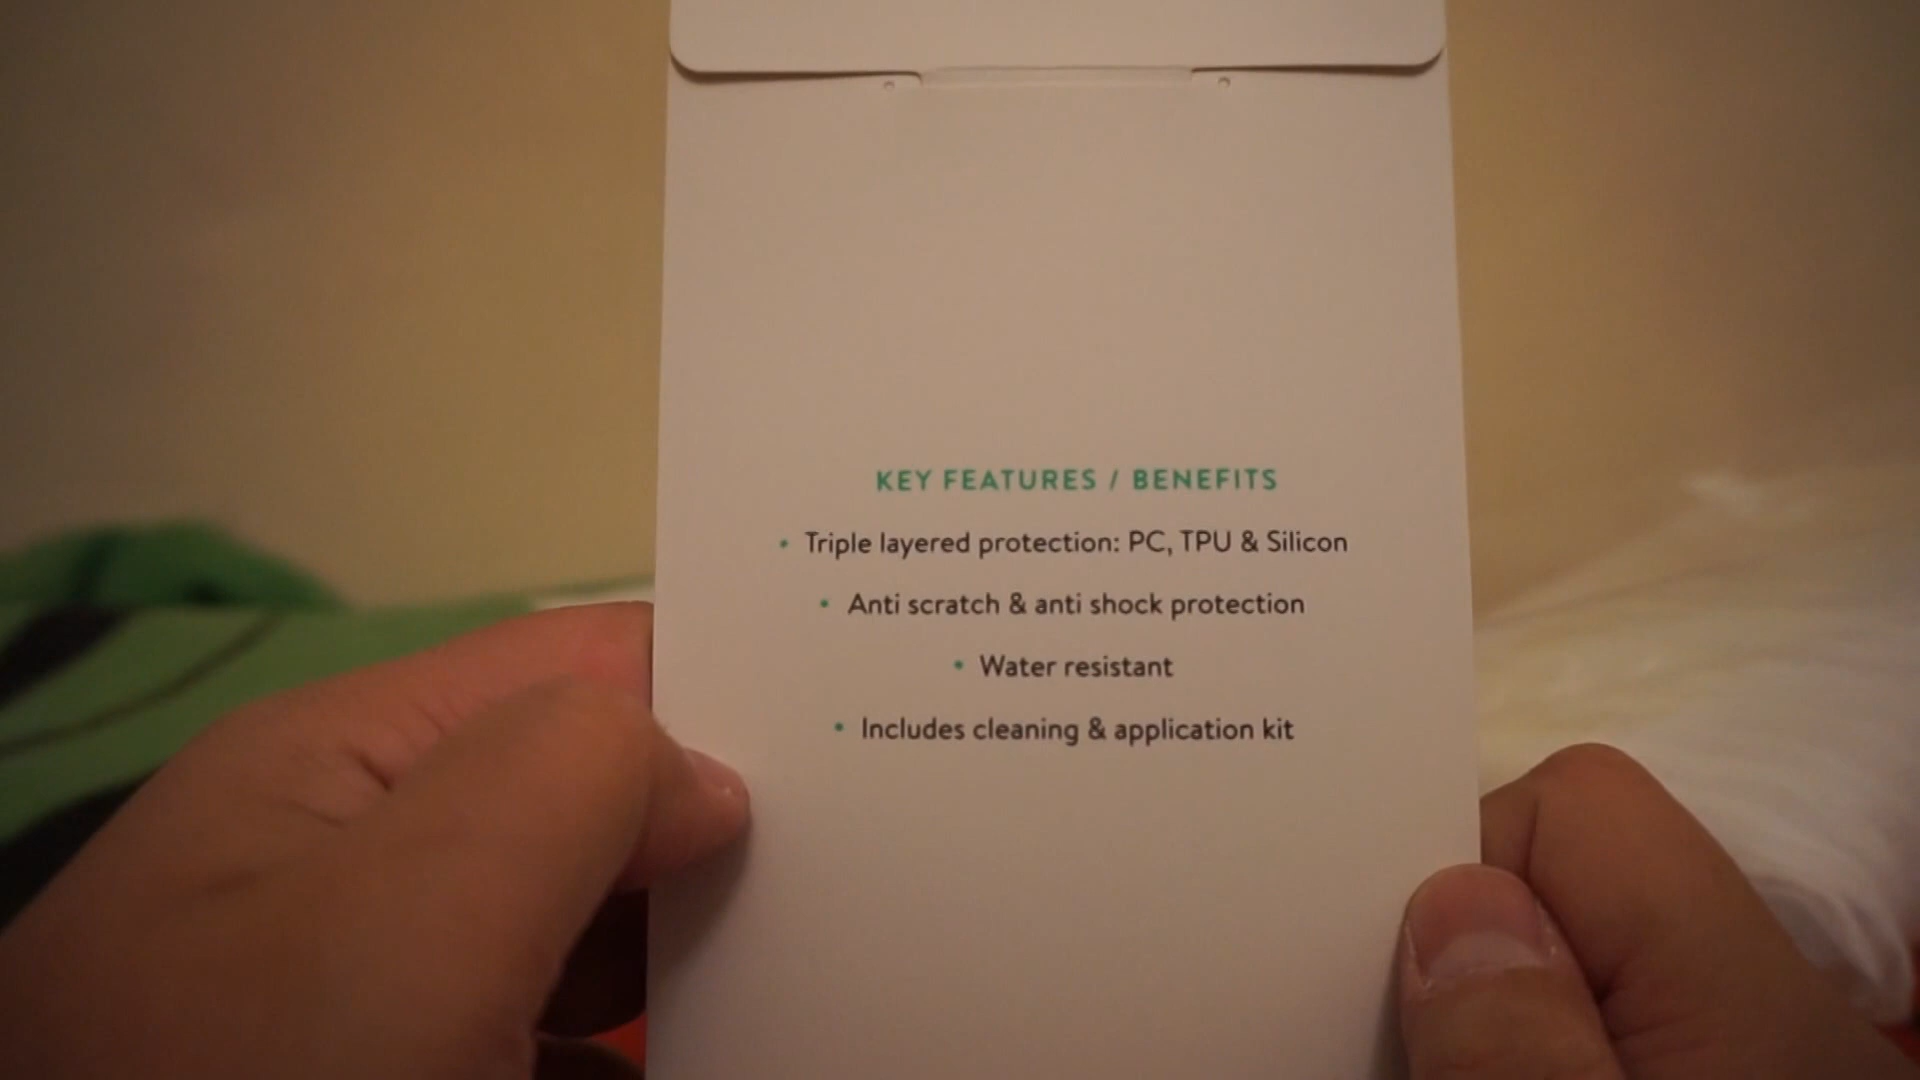 KEY FEATURES / BENEFITS
• Triple layered protection: PC, TPU & Silicon
• Anti scratch & anti shock protection
• Water resistant
• Includes cleaning & application kit